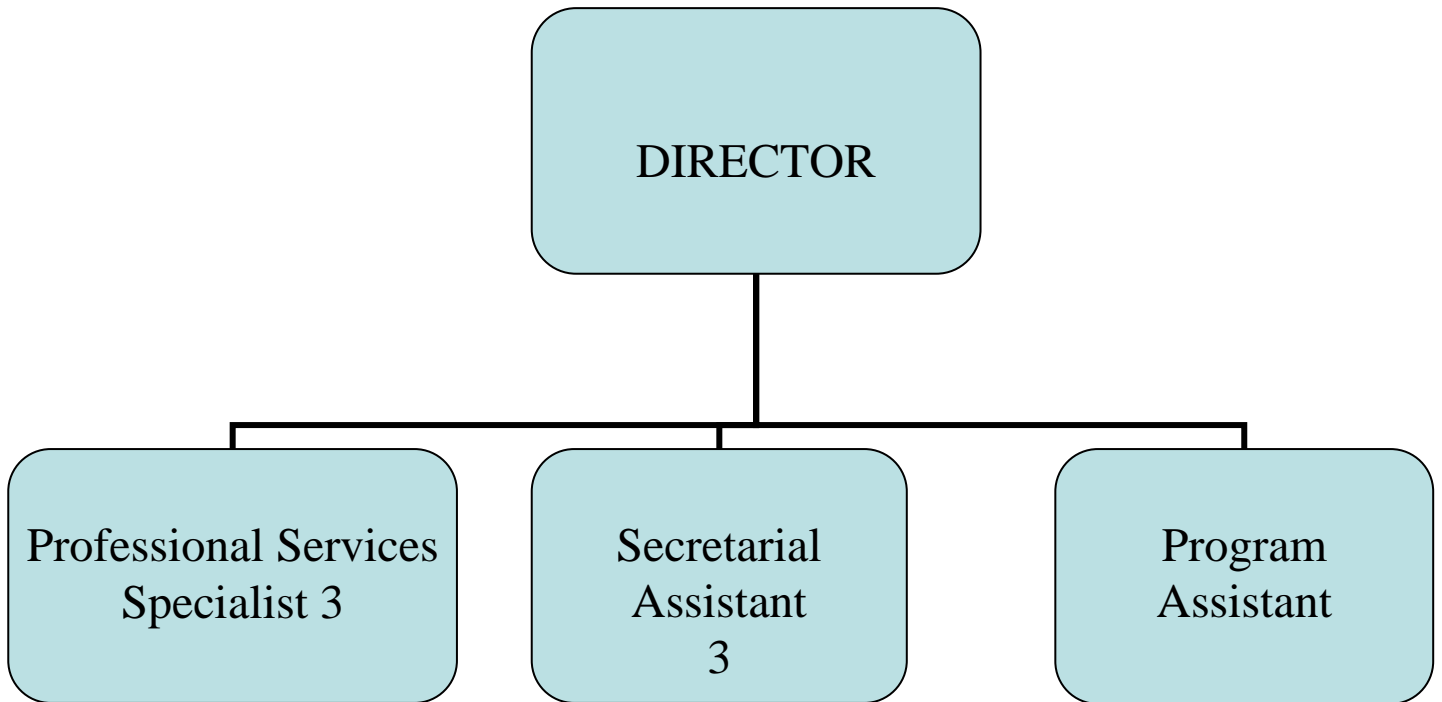 DIRECTOR
Professional Services
Specialist 3
Secretarial
Assistant
3
Program
Assistant